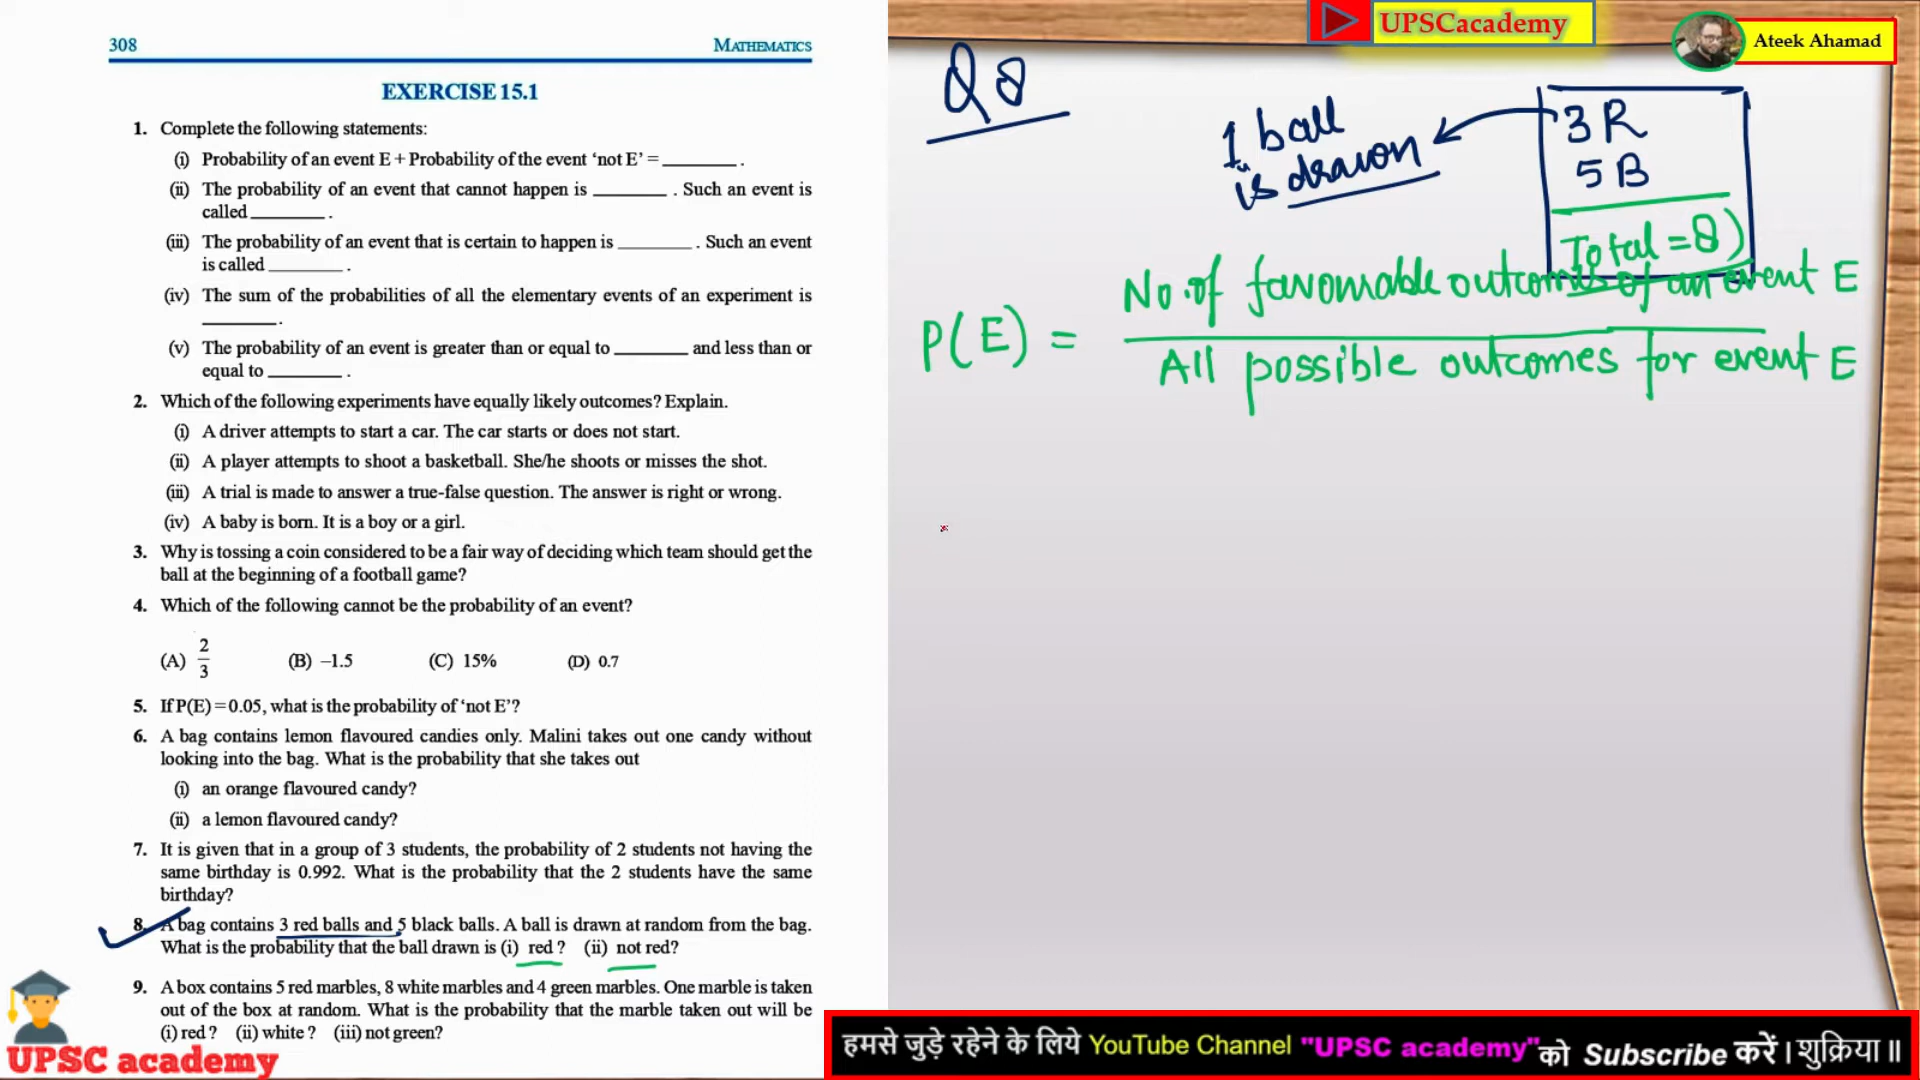 308
MATHEMATICS
EXERCISE 15.1
1. Complete the following statements:
(i) Probability of an event E + Probability of the event ‘not E’ = ________ .
(ii) The probability of an event that cannot happen is ________ . Such an event is
called ________ .
(iii) The probability of an event that is certain to happen is ________ . Such an event
is called ________ .
(iv) The sum of the probabilities of all the elementary events of an experiment is
________ .
(v) The probability of an event is greater than or equal to ________ and less than or
equal to ________ .
2. Which of the following experiments have equally likely outcomes? Explain.
(i) A driver attempts to start a car. The car starts or does not start.
(ii) A player attempts to shoot a basketball. She/he shoots or misses the shot.
(iii) A trial is made to answer a true-false question. The answer is right or wrong.
(iv) A baby is born. It is a boy or a girl.
3. Why is tossing a coin considered to be a fair way of deciding which team should get the
ball at the beginning of a football game?
4. Which of the following cannot be the probability of an event?
(A) 2/3 (B) –1.5 (C) 15% (D) 0.7
5. If P(E) = 0.05, what is the probability of ‘not E’?
6. A bag contains lemon flavoured candies only. Malini takes out one candy without
looking into the bag. What is the probability that she takes out
(i) an orange flavoured candy?
(ii) a lemon flavoured candy?
7. It is given that in a group of 3 students, the probability of 2 students not having the
same birthday is 0.992. What is the probability that the 2 students have the same
birthday?
8. A bag contains 3 red balls and 5 black balls. A ball is drawn at random from the bag.
What is the probability that the ball drawn is (i) red ? (ii) not red?
9. A box contains 5 red marbles, 8 white marbles and 4 green marbles. One marble is taken
out of the box at random. What is the probability that the marble taken out will be
(i) red ? (ii) white ? (iii) not green?
UPSC academy
UPSCacademy
Ateek Ahamad
Q 8
1 ball
is drawn
3 R
5 B
Total = 8
P(E) = No. of favourable outcomes of an event E
All possible outcomes for event E
हमसे जुड़े रहेने के लिये YouTube Channel "UPSC academy" को Subscribe करें । शुक्रिया ॥